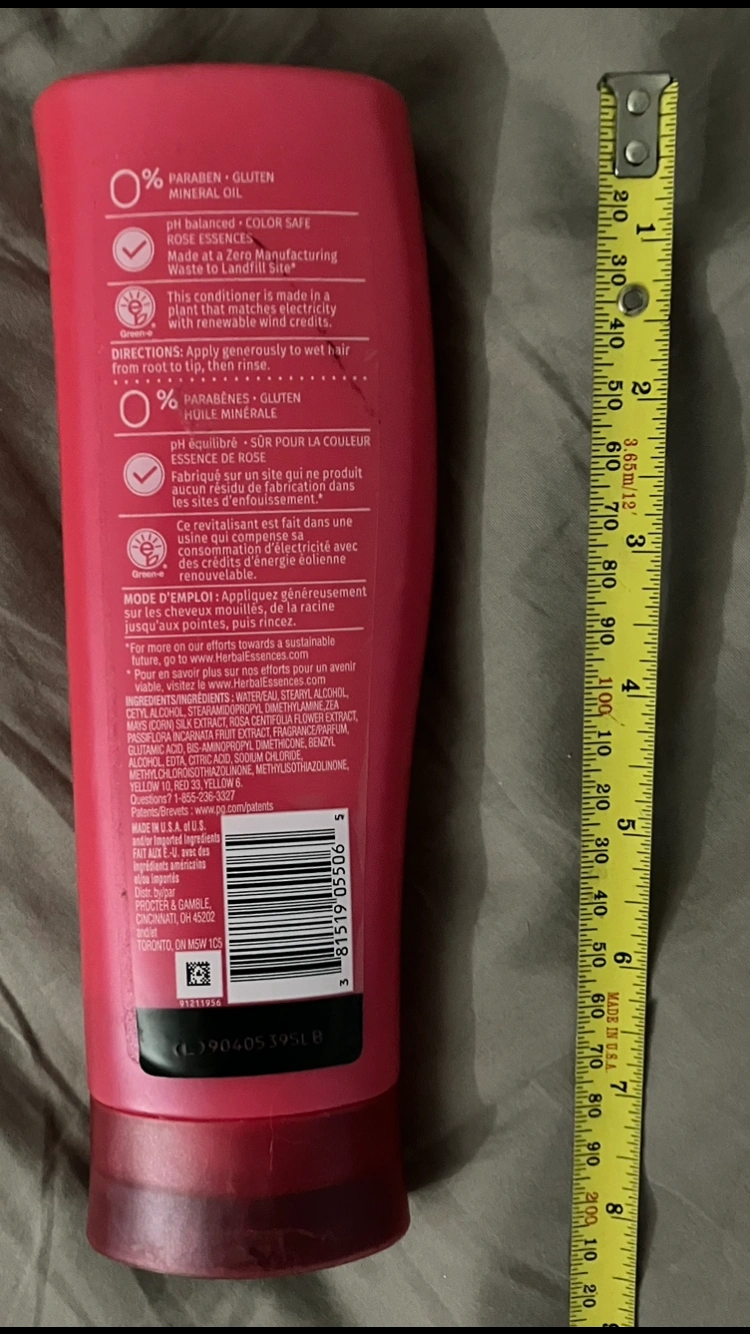 0% PARABEN • GLUTEN
MINERAL OIL
pH balanced • COLOR SAFE
ROSE ESSENCES
Made at a Zero Manufacturing
Waste to Landfill Site*
This conditioner is made in a
plant that matches electricity
with renewable wind credits.
Green-e
DIRECTIONS: Apply generously to wet hair
from root to tip, then rinse.
0% PARABÈNES • GLUTEN
HUILE MINÉRALE
pH équilibré • SÛR POUR LA COULEUR
ESSENCE DE ROSE
Fabriqué sur un site qui ne produit
aucun résidu de fabrication dans
les sites d'enfouissement.*
Ce revitalisant est fait dans une
usine qui compense sa
consommation d'électricité avec
des crédits d'énergie éolienne
renouvelable.
Green-e
MODE D'EMPLOI : Appliquez généreusement
sur les cheveux mouillés, de la racine
jusqu'aux pointes, puis rincez.
*For more on our efforts towards a sustainable
future, go to www.HerbalEssences.com
* Pour en savoir plus sur nos efforts pour un avenir
viable, visitez le www.HerbalEssences.com
INGREDIENTS/INGRÉDIENTS : WATER/EAU, STEARYL ALCOHOL,
CETYL ALCOHOL, STEARAMIDOPROPYL DIMETHYLAMINE, ZEA
MAYS (CORN) SILK EXTRACT, ROSA CENTIFOLIA FLOWER EXTRACT,
PASSIFLORA INCARNATA FRUIT EXTRACT, FRAGRANCE/PARFUM,
GLUTAMIC ACID, BIS-AMINOPROPYL DIMETHICONE, BENZYL
ALCOHOL, EDTA, CITRIC ACID, SODIUM CHLORIDE,
METHYLCHLOROISOTHIAZOLINONE, METHYLISOTHIAZOLINONE,
YELLOW 10, RED 33, YELLOW 6.
Questions? 1-855-236-3327
Patents/Brevets : www.pg.com/patents
MADE IN U.S.A. of U.S.
and/or Imported Ingredients
FAIT AUX É.-U. avec des
ingrédients américains
et/ou importés
Distr. by/par
PROCTER & GAMBLE,
CINCINNATI, OH 45202
and/et
TORONTO, ON M5W 1C5
3 81519 05506 5
91211956
(L)90405395LB
20
1
30
40
2
50
3.65m/12'
60
70
3
80
90
4
100
10
20
5
30
40
50
6
60
MADE IN U.S.A.
70
7
80
90
200
8
10
20